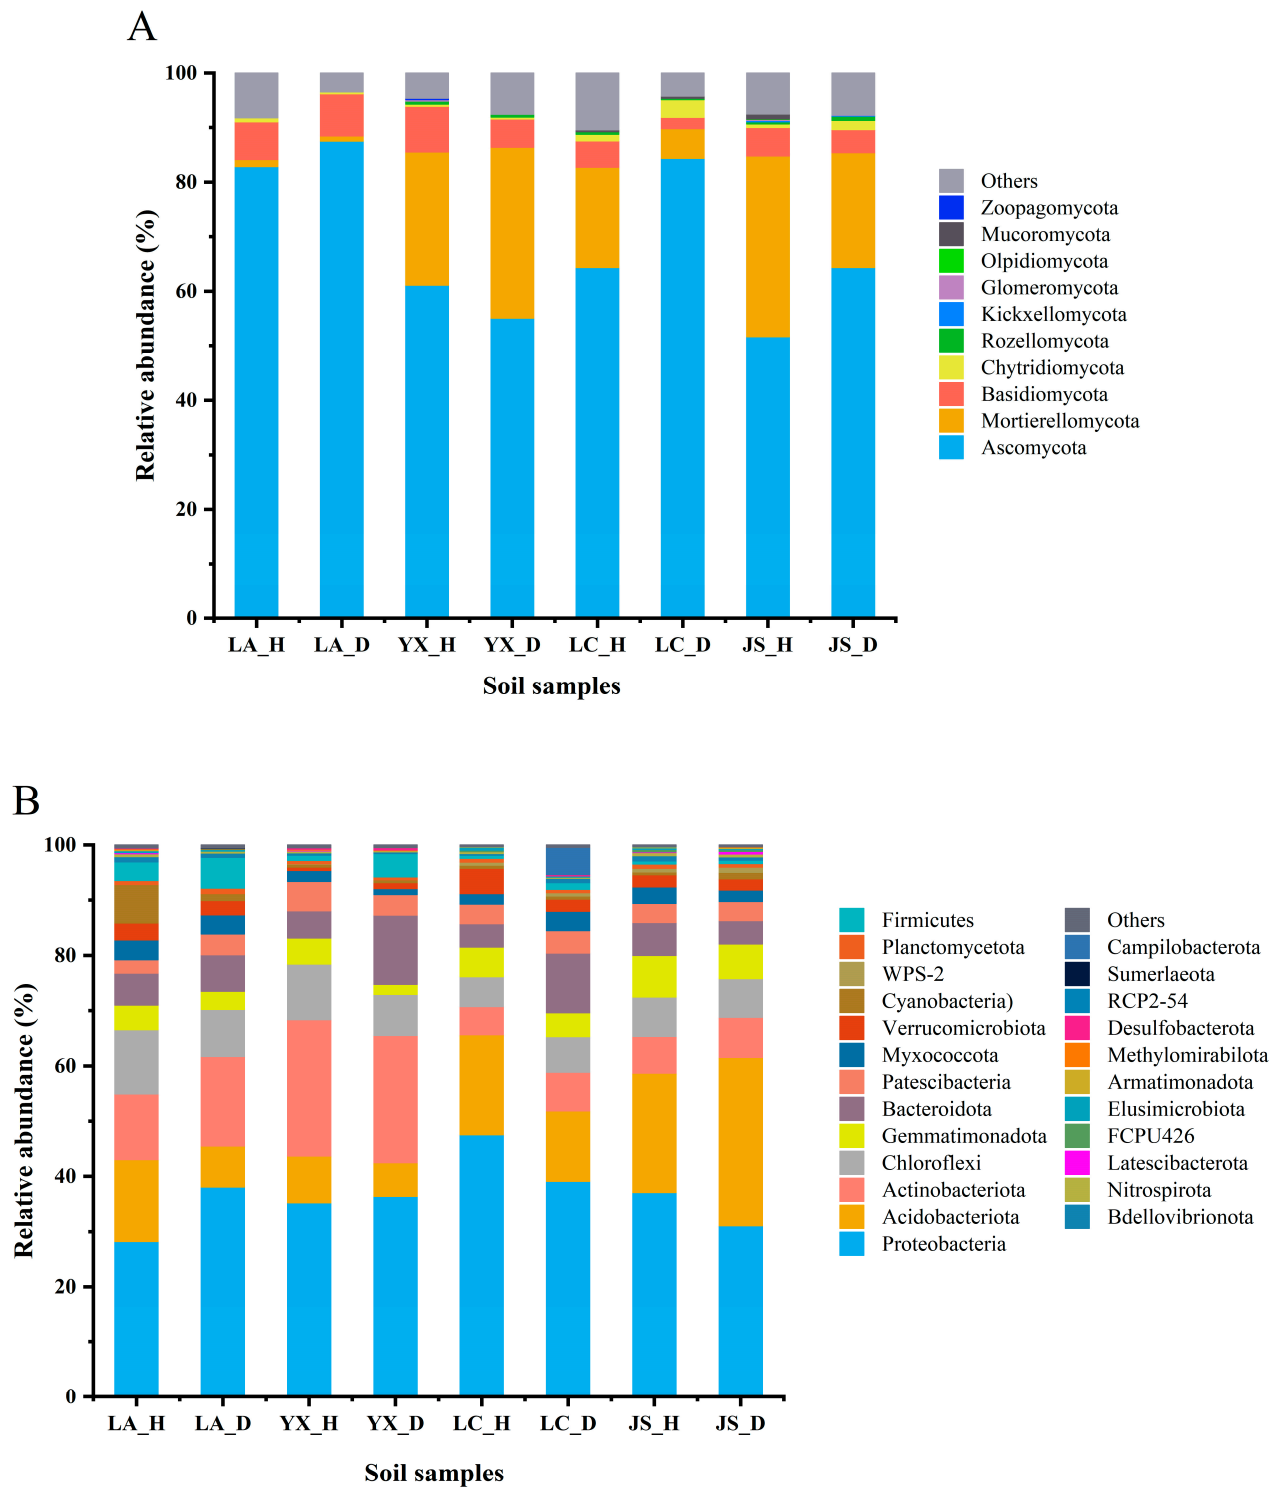 A
100
80
60
40
20
0
Relative abundance (%)
LA_H LA_D YX_H YX_D LC_H LC_D JS_H JS_D
Soil samples
Others
Zoopagomycota
Mucoromycota
Olpidiomycota
Glomeromycota
Kickxellomycota
Rozellomycota
Chytridiomycota
Basidiomycota
Mortierellomycota
Ascomycota
B
100
80
60
40
20
0
Relative abundance (%)
LA_H LA_D YX_H YX_D LC_H LC_D JS_H JS_D
Soil samples
Firmicutes
Planctomycetota
WPS-2
Cyanobacteria)
Verrucomicrobiota
Myxococcota
Patescibacteria
Bacteroidota
Gemmatimonadota
Chloroflexi
Actinobacteriota
Acidobacteriota
Proteobacteria
Others
Campilobacterota
Sumerlaeota
RCP2-54
Desulfobacterota
Methylomirabilota
Armatimonadota
Elusimicrobiota
FCPU426
Latescibacterota
Nitrospirota
Bdellovibrionota